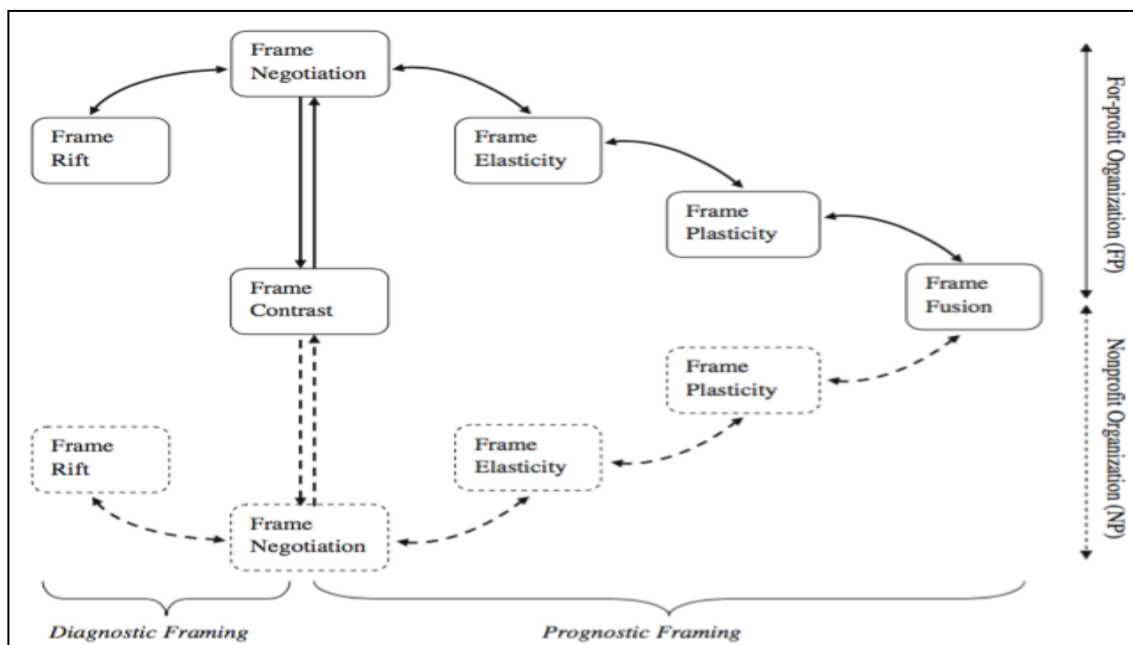 Frame
Negotiation
Frame
Rift
Frame
Elasticity
Frame
Plasticity
Frame
Contrast
Frame
Fusion
For-profit Organization (FP)
Frame
Plasticity
Frame
Rift
Frame
Elasticity
Frame
Negotiation
Nonprofit Organization (NP)
Diagnostic Framing
Prognostic Framing